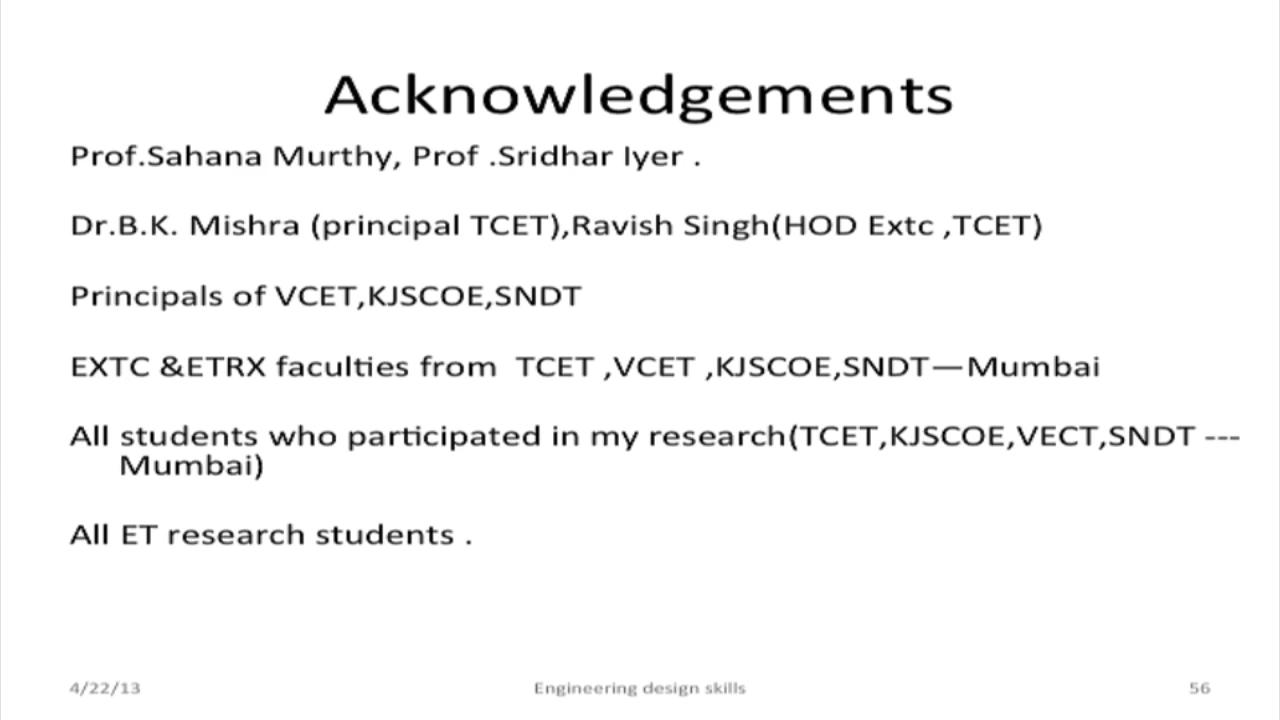 Acknowledgements
Prof.Sahana Murthy, Prof .Sridhar Iyer .
Dr.B.K. Mishra (principal TCET),Ravish Singh(HOD Extc ,TCET)
Principals of VCET,KJSCOE,SNDT
EXTC &ETRX faculties from  TCET ,VCET ,KJSCOE,SNDT—Mumbai
All students who participated in my research(TCET,KJSCOE,VECT,SNDT ---
Mumbai)
All ET research students .
4/22/13
Engineering design skills
56